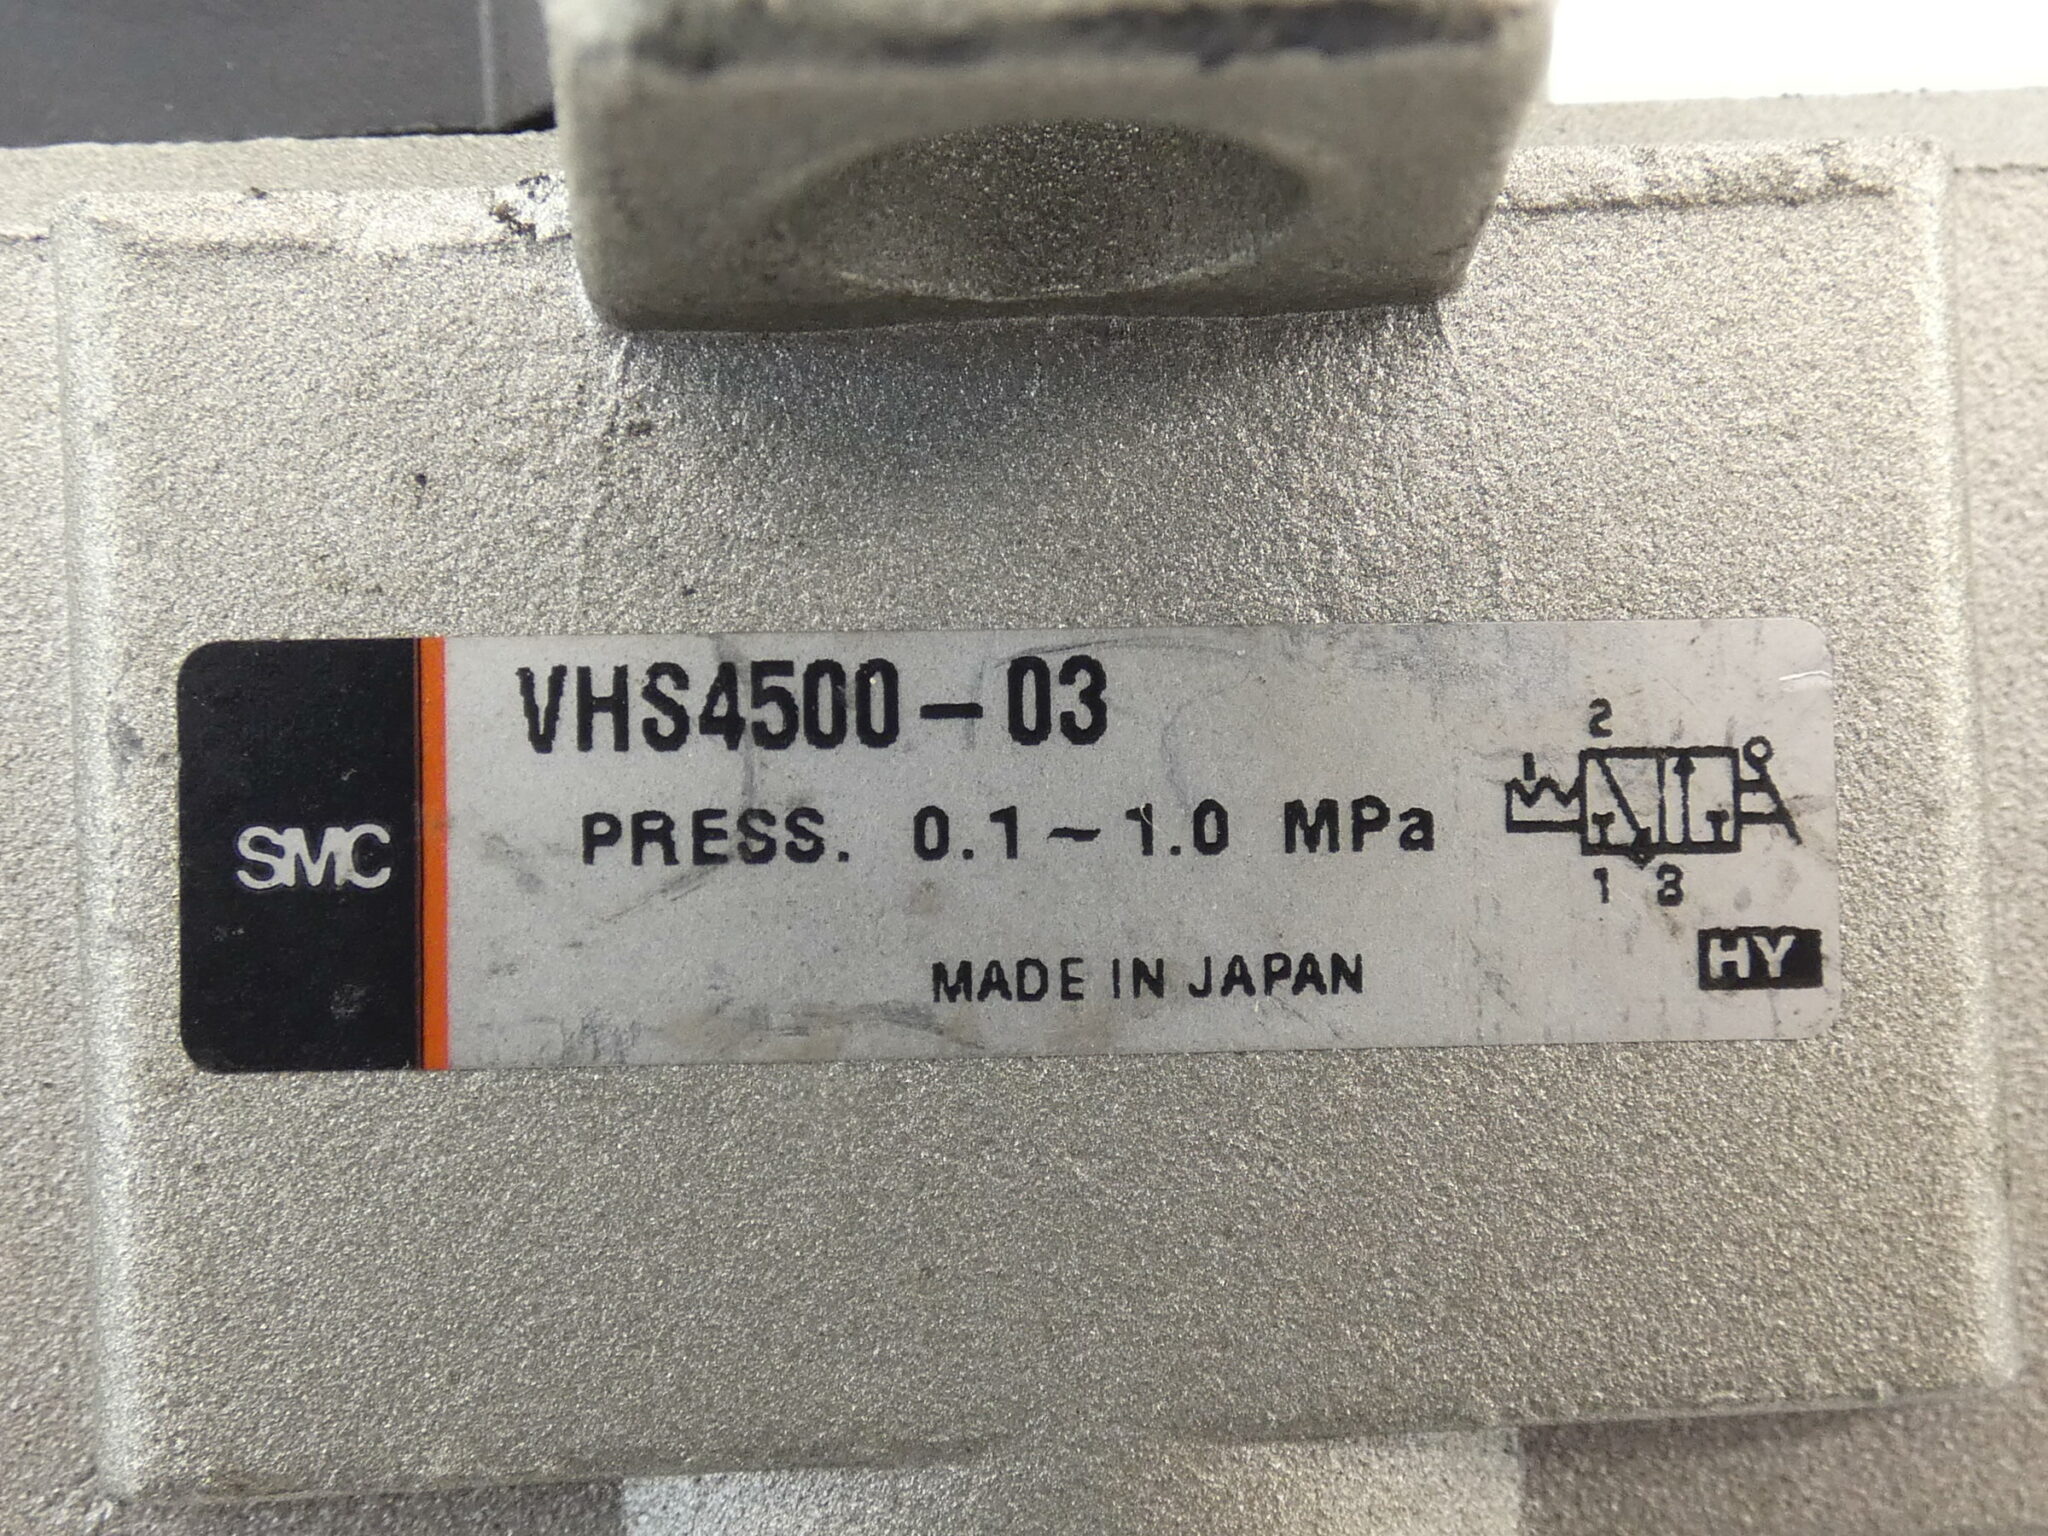 VHS4500-03
SMC
PRESS. 0.1~1.0 MPa
MADE IN JAPAN
2
1 3
HY